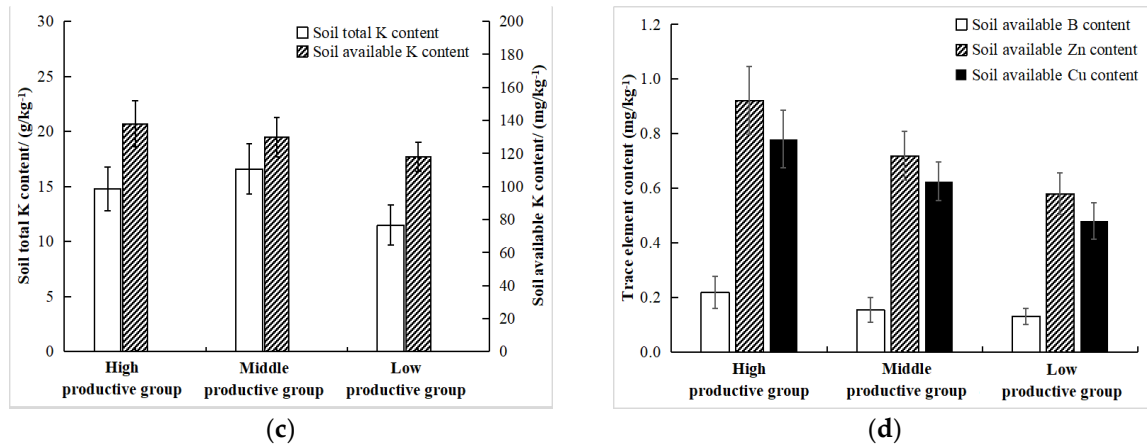 Soil total K content/ (g/kg⁻¹)
30
25
20
15
10
5
0
Soil total K content
Soil available K content
200
180
160
140
120
100
80
60
40
20
0
Soil available K content/ (mg/kg⁻¹)
High
productive group
Middle
productive group
Low
productive group
(c)
Trace element content (mg/kg⁻¹)
1.2
1.0
0.8
0.6
0.4
0.2
0.0
Soil available B content
Soil available Zn content
Soil available Cu content
High
productive group
Middle
productive group
Low
productive group
(d)